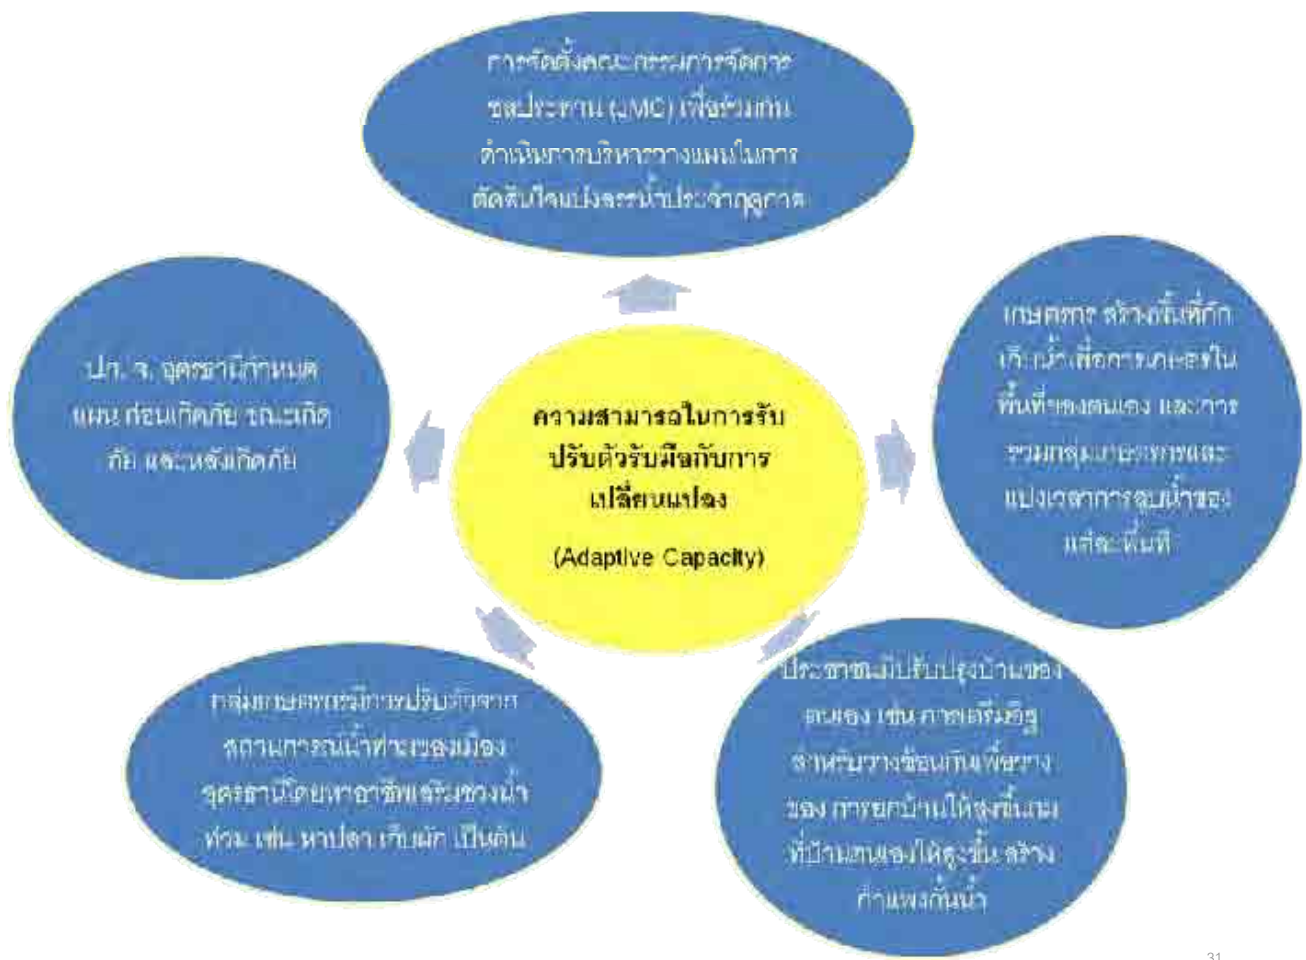 การจัดตั้งคณะกรรมการจัดการ
ชลประทาน (JMC) เพื่อร่วมกัน
ดำเนินการบริหารวางแผนในการ
ตัดสินใจแบ่งสรรน้ำประจำฤดูกาล
ปภ. จ. อุดรธานีกำหนด
แผน ก่อนเกิดภัย ขณะเกิด
ภัย และหลังเกิดภัย
ความสามารถในการรับ
ปรับตัวรับมือกับการ
เปลี่ยนแปลง
(Adaptive Capacity)
เกษตรกร สร้างพื้นที่กัก
เก็บน้ำเพื่อการเกษตรใน
พื้นที่ของตนเอง และการ
รวมกลุ่มเกษตรกรและ
แบ่งเวลาการสูบน้ำของ
แต่ละพื้นที่
กลุ่มเกษตรกรมีการปรับตัวจาก
สถานการณ์น้ำท่วมของเมือง
อุดรธานีโดยหาอาชีพเสริมช่วงน้ำ
ท่วม เช่น หาปลา เก็บผัก เป็นต้น
ประชาชนมีปรับปรุงบ้านของ
ตนเอง เช่น การเตรียมอิฐ
สำหรับวางซ้อนกันเพื่อวาง
ของ การยกบ้านให้สูงขึ้นถม
ที่บ้านตนเองให้สูงขึ้น สร้าง
กำแพงกั้นน้ำ
31